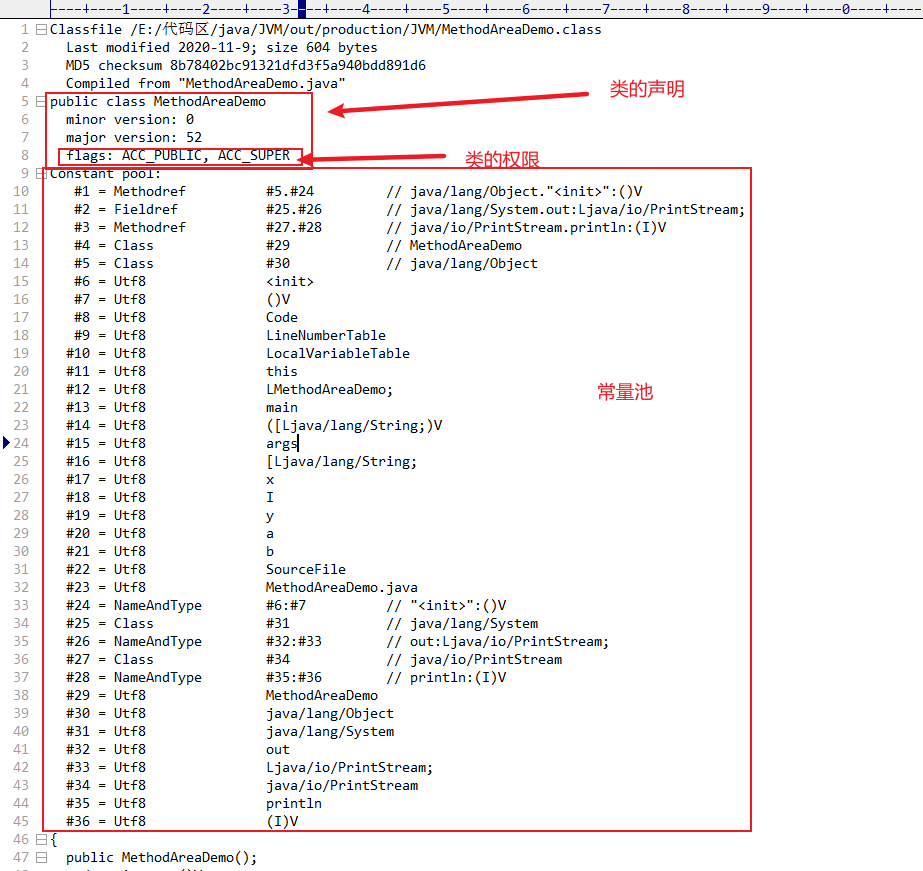 ----+----1----+----2----+----3----+----4----+----5----+----6----+----7----+----8----+----9----+----0----+---
1 Classfile /E:/代码区/java/JVM/out/production/JVM/MethodAreaDemo.class
2 Last modified 2020-11-9; size 604 bytes
3 MD5 checksum 8b78402bc91321dfd3f5a940bdd891d6
4 Compiled from "MethodAreaDemo.java"
类的声明
5 public class MethodAreaDemo
6 minor version: 0
7 major version: 52
8 flags: ACC_PUBLIC, ACC_SUPER
类的权限
9 Constant pool:
10 #1 = Methodref #5.#24 // java/lang/Object."<init>":()V
11 #2 = Fieldref #25.#26 // java/lang/System.out:Ljava/io/PrintStream;
12 #3 = Methodref #27.#28 // java/io/PrintStream.println:(I)V
13 #4 = Class #29 // MethodAreaDemo
14 #5 = Class #30 // java/lang/Object
15 #6 = Utf8 <init>
16 #7 = Utf8 ()V
17 #8 = Utf8 Code
18 #9 = Utf8 LineNumberTable
19 #10 = Utf8 LocalVariableTable
20 #11 = Utf8 this
21 #12 = Utf8 LMethodAreaDemo;
常量池
22 #13 = Utf8 main
23 #14 = Utf8 ([Ljava/lang/String;)V
24 #15 = Utf8 args
25 #16 = Utf8 [Ljava/lang/String;
26 #17 = Utf8 x
27 #18 = Utf8 I
28 #19 = Utf8 y
29 #20 = Utf8 a
30 #21 = Utf8 b
31 #22 = Utf8 SourceFile
32 #23 = Utf8 MethodAreaDemo.java
33 #24 = NameAndType #6:#7 // "<init>":()V
34 #25 = Class #31 // java/lang/System
35 #26 = NameAndType #32:#33 // out:Ljava/io/PrintStream;
36 #27 = Class #34 // java/io/PrintStream
37 #28 = NameAndType #35:#36 // println:(I)V
38 #29 = Utf8 MethodAreaDemo
39 #30 = Utf8 java/lang/Object
40 #31 = Utf8 java/lang/System
41 #32 = Utf8 out
42 #33 = Utf8 Ljava/io/PrintStream;
43 #34 = Utf8 java/io/PrintStream
44 #35 = Utf8 println
45 #36 = Utf8 (I)V
46 {
47 public MethodAreaDemo();